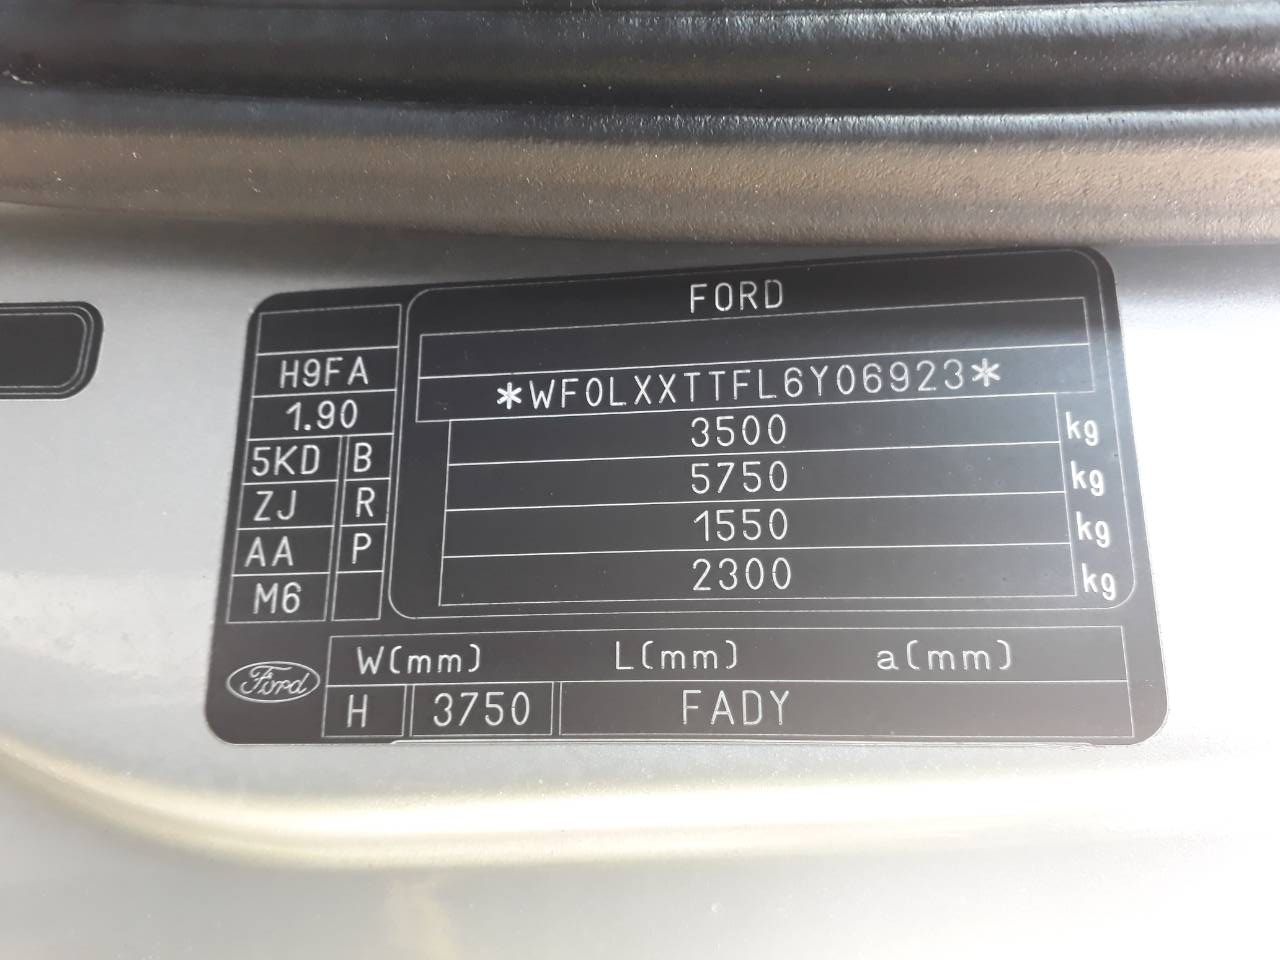 FORD
*WF0LXXTTFL6Y06923*
3500 kg
5750 kg
1550 kg
2300 kg
H9FA
1.90
5KD B
ZJ R
AA P
M6
Ford
W(mm) L(mm) a(mm)
H 3750 FADY